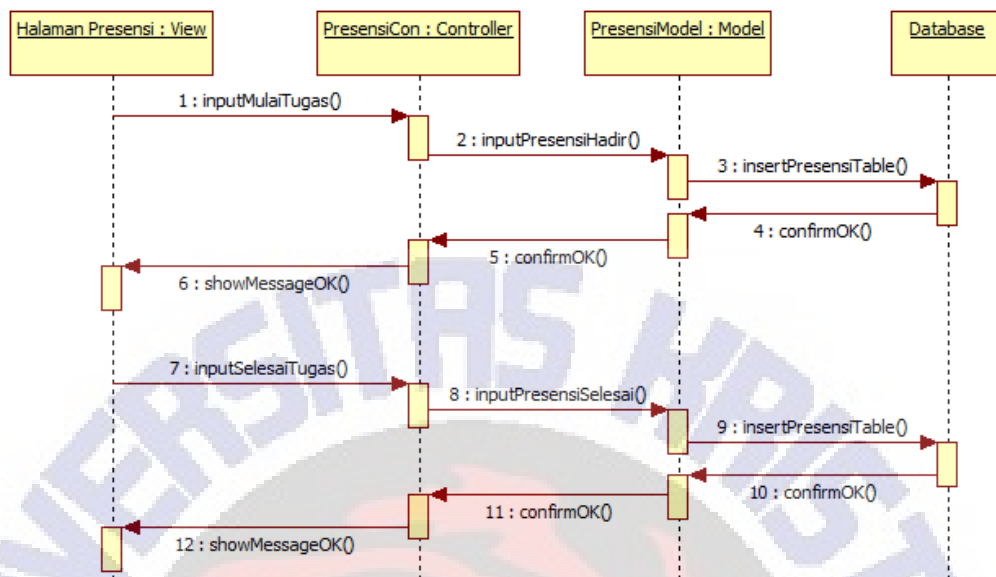 Halaman Presensi : View
PresensiCon : Controller
PresensiModel : Model
Database
1 : inputMulaiTugas()
2 : inputPresensiHadir()
3 : insertPresensiTable()
4 : confirmOK()
5 : confirmOK()
6 : showMessageOK()
7 : inputSelesaiTugas()
8 : inputPresensiSelesai()
9 : insertPresensiTable()
10 : confirmOK()
11 : confirmOK()
12 : showMessageOK()